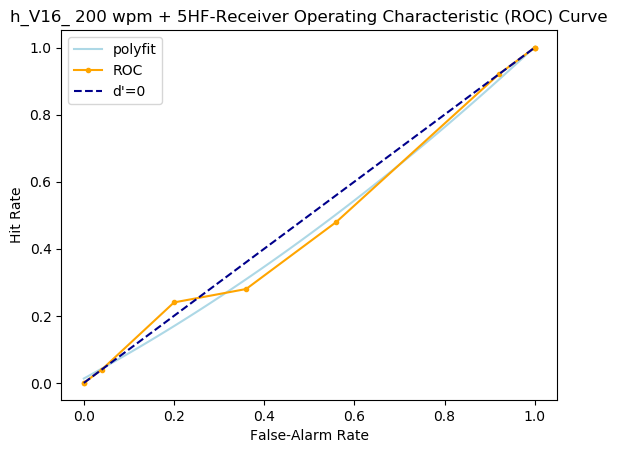 h_V16_ 200 wpm + 5HF-Receiver Operating Characteristic (ROC) Curve
polyfit
ROC
d'=0
1.0
0.8
0.6
0.4
0.2
0.0
Hit Rate
0.0 0.2 0.4 0.6 0.8 1.0
False-Alarm Rate